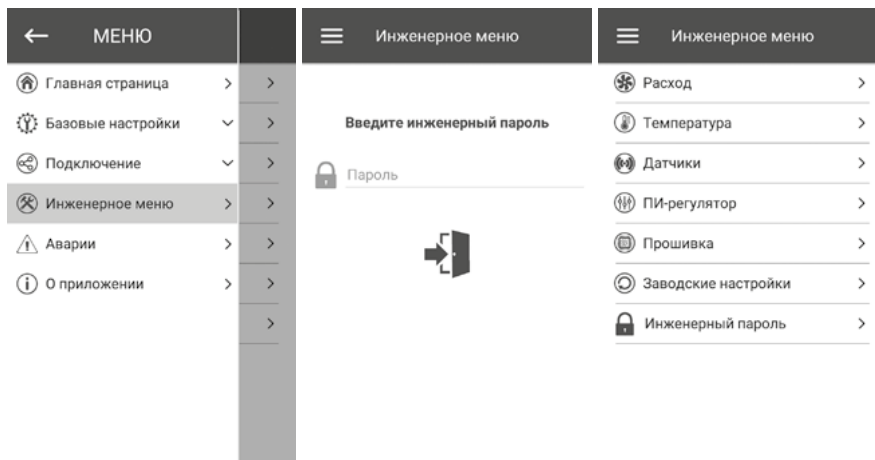 МЕНЮ
Главная страница
Базовые настройки
Подключение
Инженерное меню
Аварии
О приложении
Инженерное меню
Введите инженерный пароль
Пароль
Инженерное меню
Расход
Температура
Датчики
ПИ-регулятор
Прошивка
Заводские настройки
Инженерный пароль